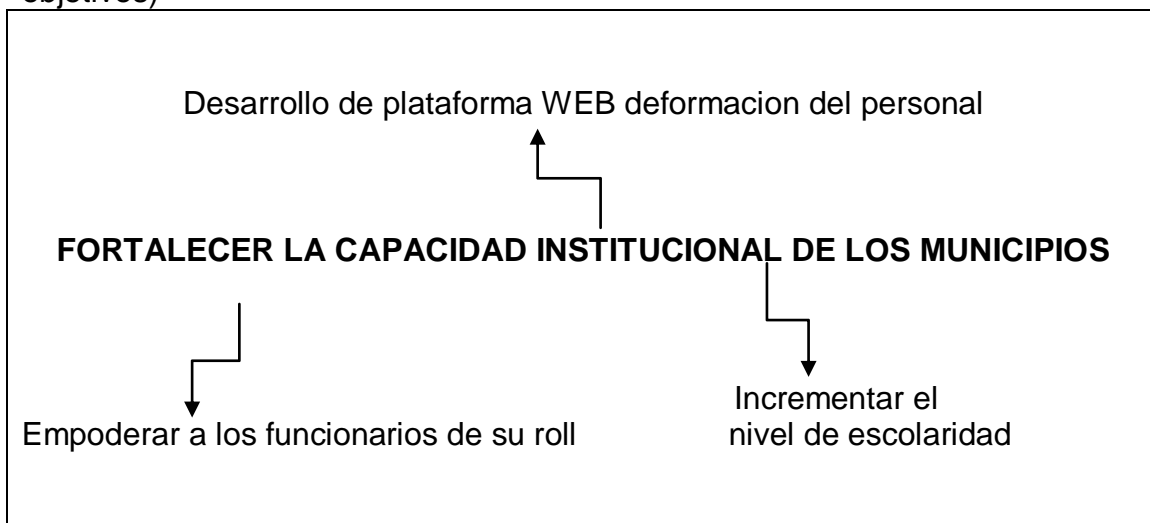 objetivos)
Desarrollo de plataforma WEB deformacion del personal
FORTALECER LA CAPACIDAD INSTITUCIONAL DE LOS MUNICIPIOS
Empoderar a los funcionarios de su roll
Incrementar el
nivel de escolaridad